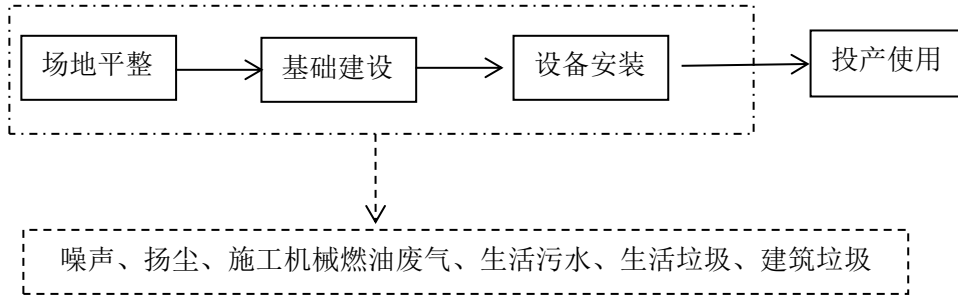 场地平整
基础建设
设备安装
投产使用
噪声、扬尘、施工机械燃油废气、生活污水、生活垃圾、建筑垃圾